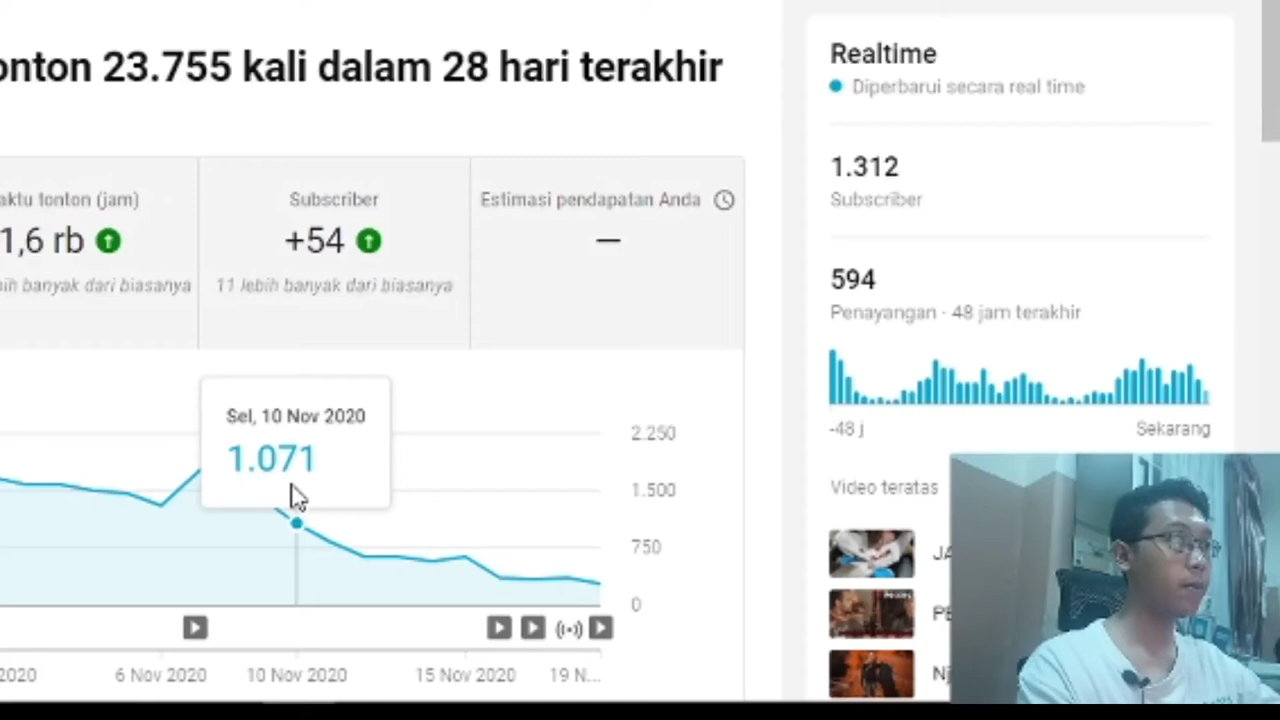 onton 23.755 kali dalam 28 hari terakhir
aktu tonton (jam)
1,6 rb
ih banyak dari biasanya
Subscriber
+54
11 lebih banyak dari biasanya
Estimasi pendapatan Anda
—
Sel, 10 Nov 2020
1.071
2.250
1.500
750
0
2020
6 Nov 2020
10 Nov 2020
15 Nov 2020
19 N...
Realtime
Diperbarui secara real time
1.312
Subscriber
594
Penayangan · 48 jam terakhir
-48 j
Sekarang
Video teratas
JA
PE
Nj